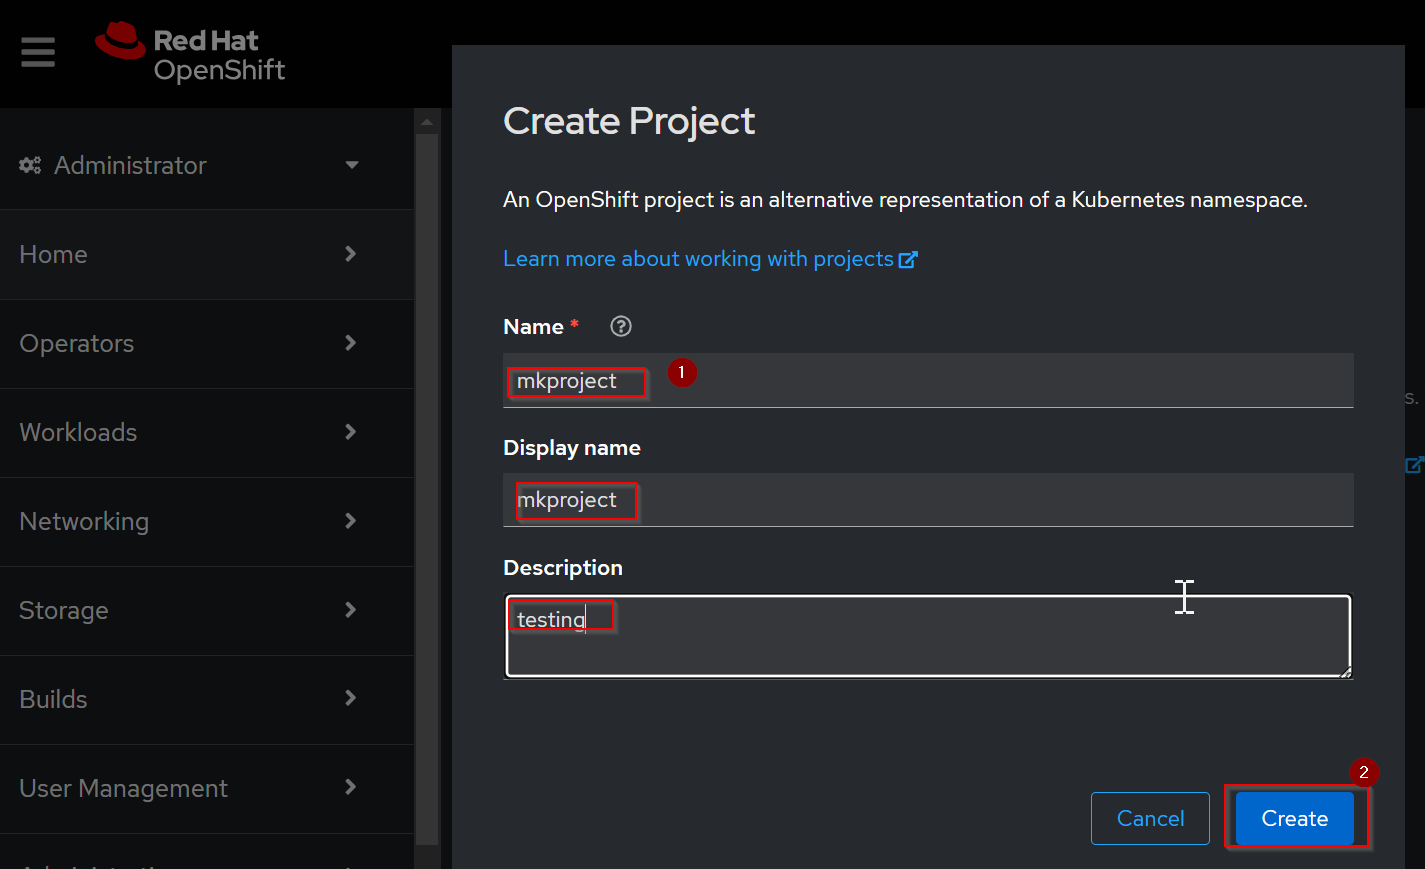 Red Hat
OpenShift
Administrator
Home
Operators
Workloads
Networking
Storage
Builds
User Management
Create Project
An OpenShift project is an alternative representation of a Kubernetes namespace.
Learn more about working with projects
Name *
mkproject
1
Display name
mkproject
Description
testing
s.
2
Cancel
Create